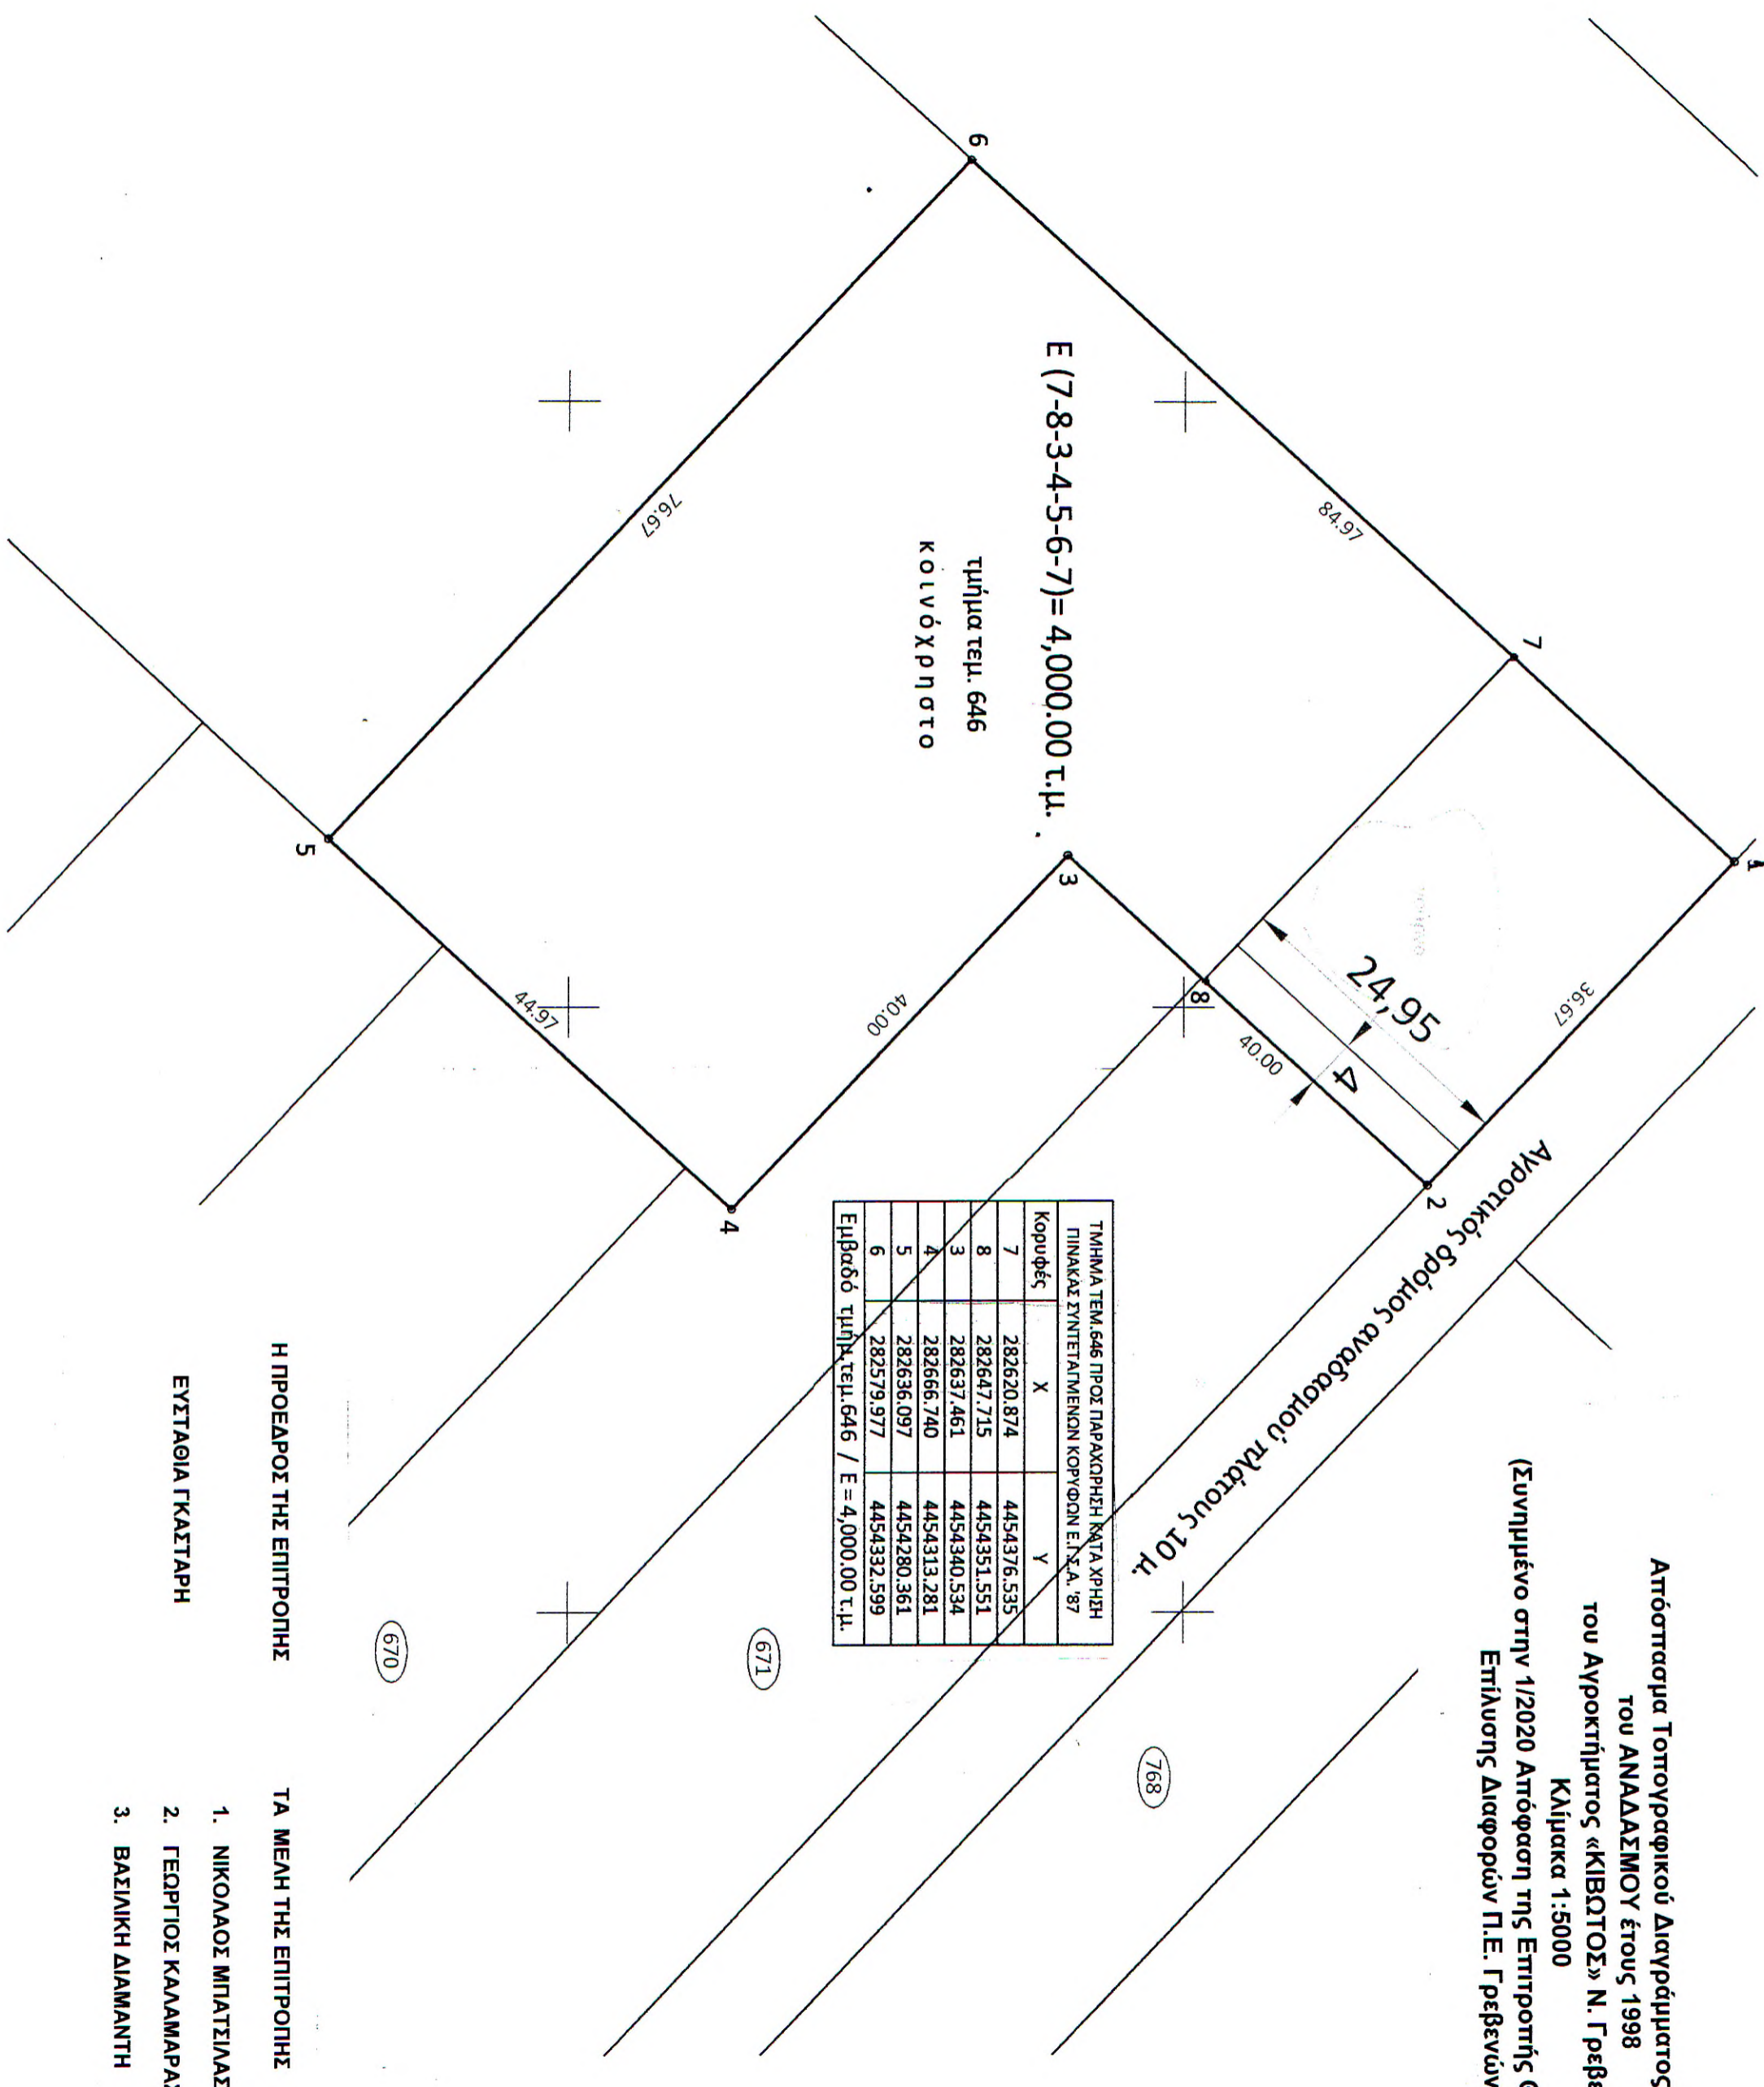 Απόσπασμα Τοπογραφικού Διαγράμματος
του ΑΝΑΔΑΣΜΟΥ έτους 1998
του Αγροκτήματος «ΚΙΒΩΤΟΣ» Ν.
Κλίμακα 1:5000
(Συνημμένο στην 1/2020 Απόφαση της Επιτροπής
Επίλυσης Διαφορών Π.Ε. Γρεβενών
1
36.67
2
Αγροτικός δρόμος αναδασμού πλάτους 10 μ.
7
84.97
24,95
4
40.00
8
768
6
Ε (7-8-3-4-5-6-7)= 4,000.00 τ.μ.
3
τμήμα τεμ. 646
κοινόχρηστο
40.00
76.67
4
44.97
5
ΤΜΗΜΑ ΤΕΜ.646 ΠΡΟΣ ΠΑΡΑΧΩΡΗΣΗ ΚΑΤΑ ΧΡΗΣΗ
ΠΙΝΑΚΑΣ ΣΥΝΤΕΤΑΓΜΕΝΩΝ ΚΟΡΥΦΩΝ Ε.Γ.Σ.Α. '87
Κορυφές X Y
7 282620.874 4454376.535
8 282647.715 4454351.551
3 282637.461 4454340.534
4 282666.740 4454313.281
5 282636.097 4454280.361
6 282579.977 4454332.599
Εμβαδό τμήμ.τεμ.646 / Ε = 4,000.00 τ.μ.
671
670
Η ΠΡΟΕΔΡΟΣ ΤΗΣ ΕΠΙΤΡΟΠΗΣ
ΕΥΣΤΑΘΙΑ ΓΚΑΣΤΑΡΗ
ΤΑ ΜΕΛΗ ΤΗΣ ΕΠΙΤΡΟΠΗΣ
1. ΝΙΚΟΛΑΟΣ ΜΠΑΤΣΙΛΑΣ
2. ΓΕΩΡΓΙΟΣ ΚΑΛΑΜΑΡΑΣ
3. ΒΑΣΙΛΙΚΗ ΔΙΑΜΑΝΤΗ